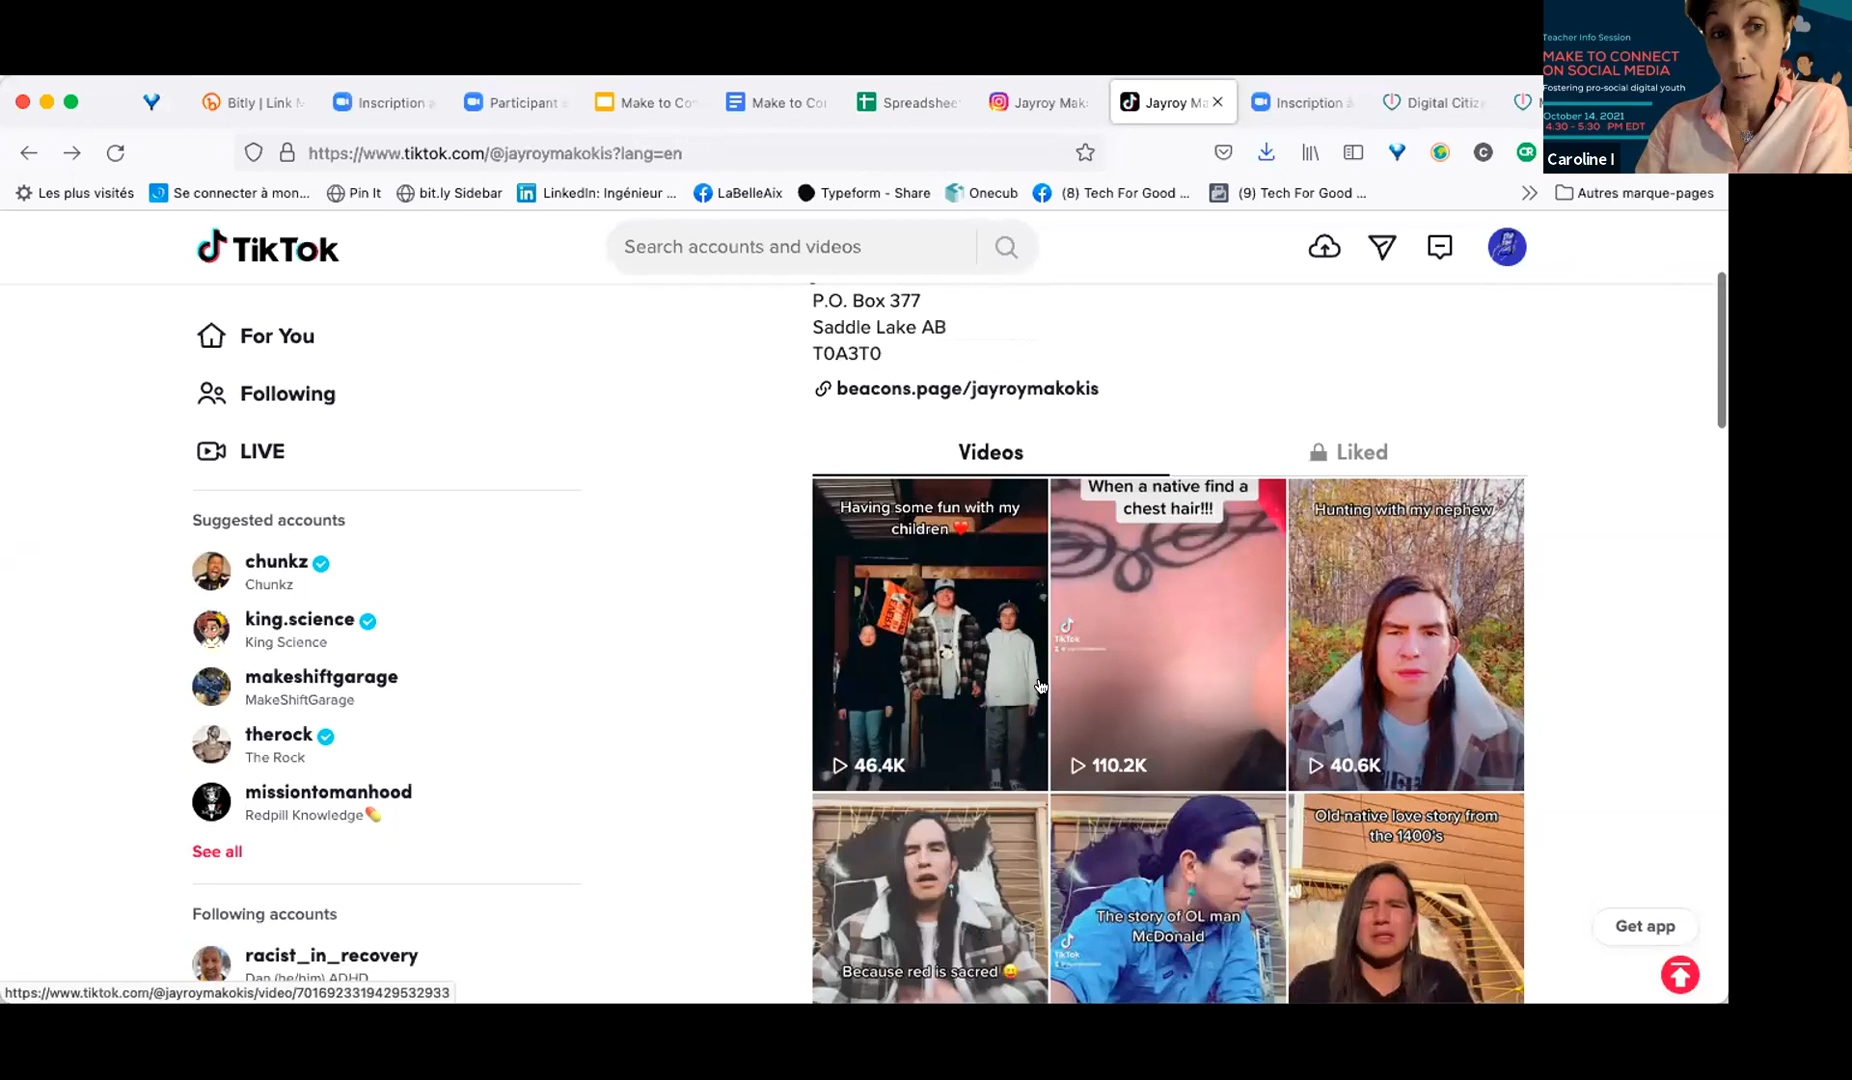 Teacher Info Session
MAKE TO CONNECT
ON SOCIAL MEDIA
Fostering pro-social digital youth
October 14, 2021
4.30 - 5:30 PM EDT
Caroline I
Bitly | Link
Inscription
Participant
Make to Co
Make to Co
Spreadshee
Jayroy Mak
Jayroy Ma
Inscription
Digital Citiz
https://www.tiktok.com/@jayroymakokis?lang=en
Les plus visités
Se connecter à mon...
Pin It
bit.ly Sidebar
LinkedIn: Ingénieur ...
LaBelleAix
Typeform - Share
Onecub
(8) Tech For Good ...
(9) Tech For Good ...
Autres marque-pages
TikTok
Search accounts and videos
For You
Following
LIVE
Suggested accounts
chunkz
Chunkz
king.science
King Science
makeshiftgarage
MakeShiftGarage
therock
The Rock
missiontomanhood
Redpill Knowledge💊
See all
Following accounts
racist_in_recovery
Dan (he/him) ADHD
https://www.tiktok.com/@jayroymakokis/video/7016923319429532933
P.O. Box 377
Saddle Lake AB
T0A3T0
beacons.page/jayroymakokis
Videos
Liked
Having some fun with my
children ❤️
46.4K
When a native find a
chest hair!!!
TikTok
110.2K
Hunting with my nephew
40.6K
Because red is sacred 😛
The story of OL man
McDonald
TikTok
Old native love story from
the 1400's
Get app